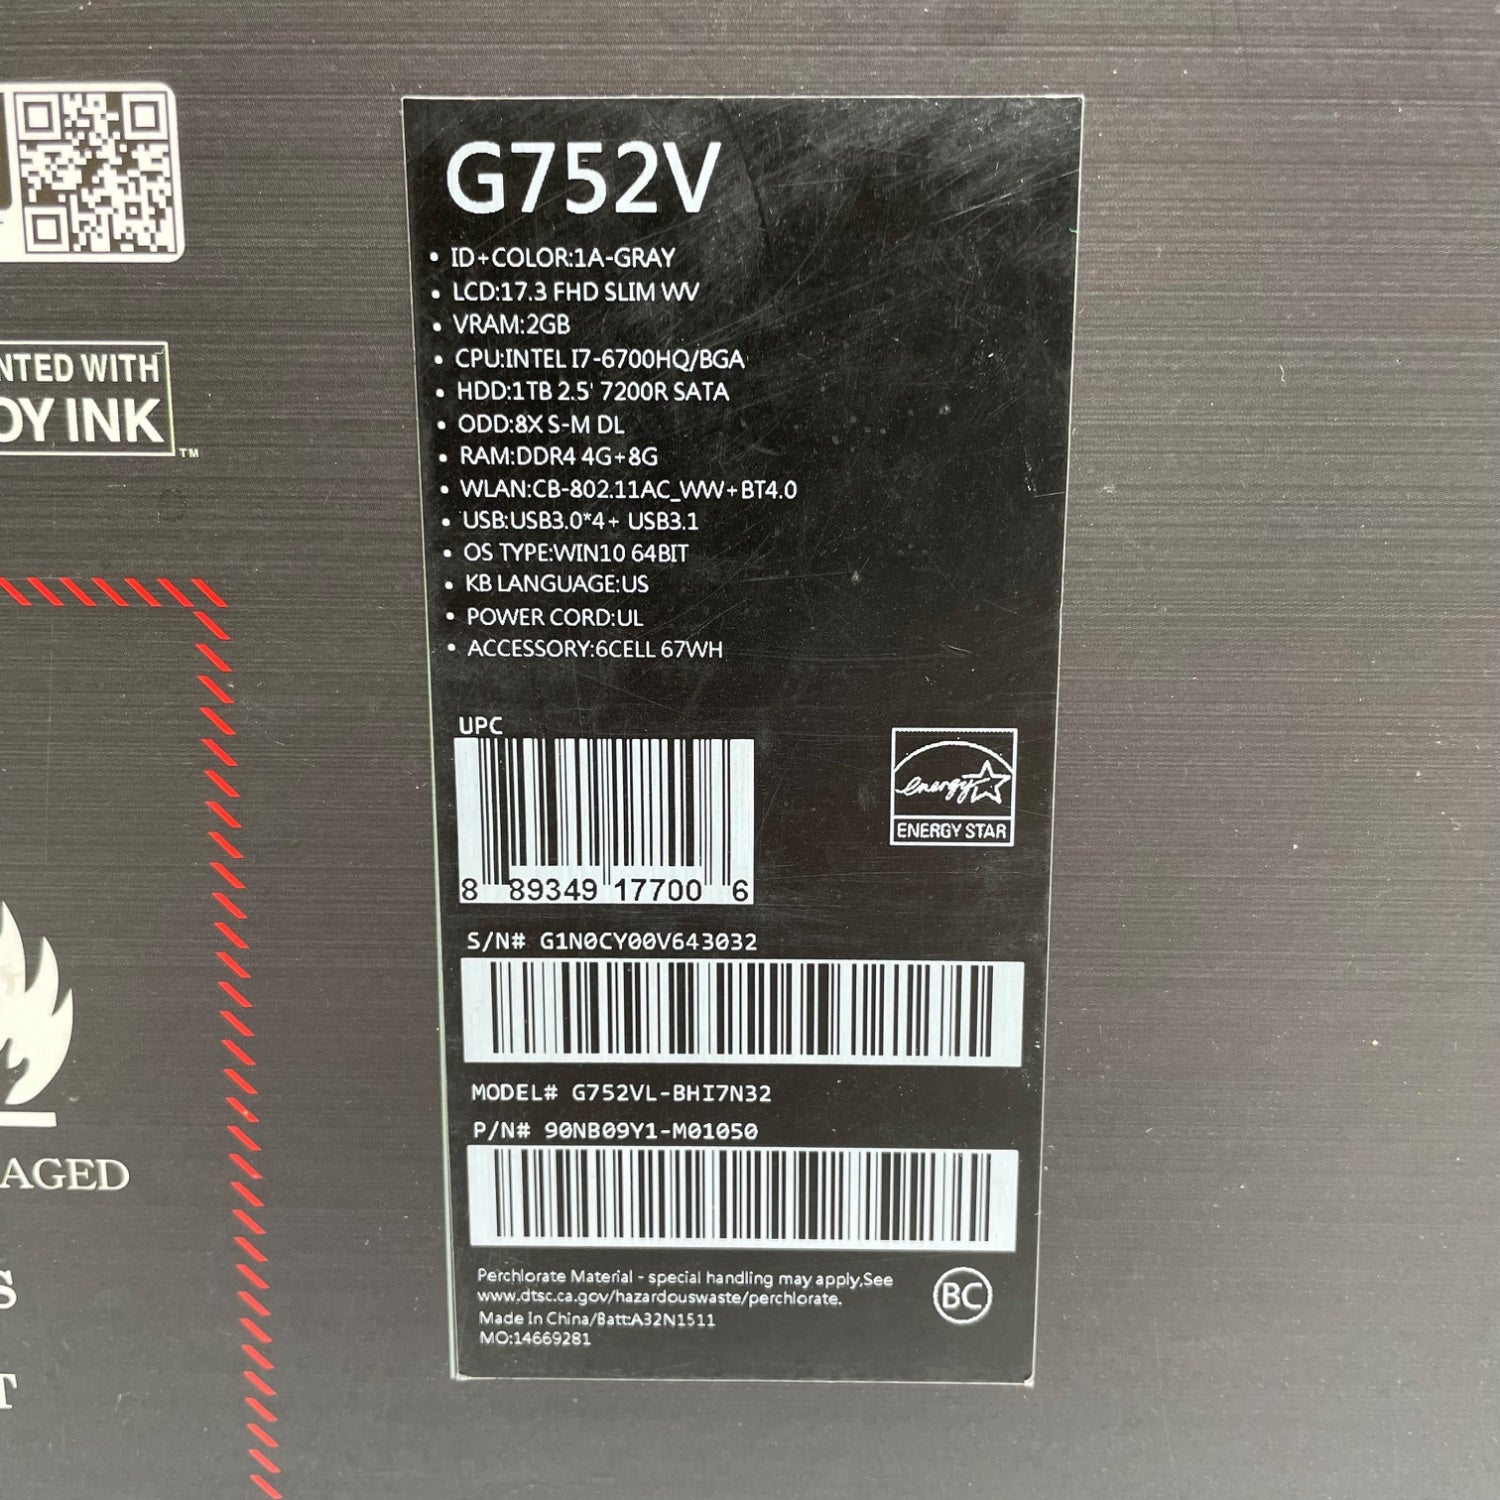 NTED WITH
OY INK
™
AGED
S
T
G752V
• ID+COLOR:1A-GRAY
• LCD:17.3 FHD SLIM WV
• VRAM:2GB
• CPU:INTEL I7-6700HQ/BGA
• HDD:1TB 2.5' 7200R SATA
• ODD:8X S-M DL
• RAM:DDR4 4G+8G
• WLAN:CB-802.11AC_WW+BT4.0
• USB:USB3.0*4+ USB3.1
• OS TYPE:WIN10 64BIT
• KB LANGUAGE:US
• POWER CORD:UL
• ACCESSORY:6CELL 67WH
UPC
8 89349 17700 6
energy
ENERGY STAR
S/N# G1N0CY00V643032
MODEL# G752VL-BHI7N32
P/N# 90NB09Y1-M01050
Perchlorate Material - special handling may apply,See
www.dtsc.ca.gov/hazardouswaste/perchlorate.
Made In China/Batt:A32N1511
MO:14669281
BC